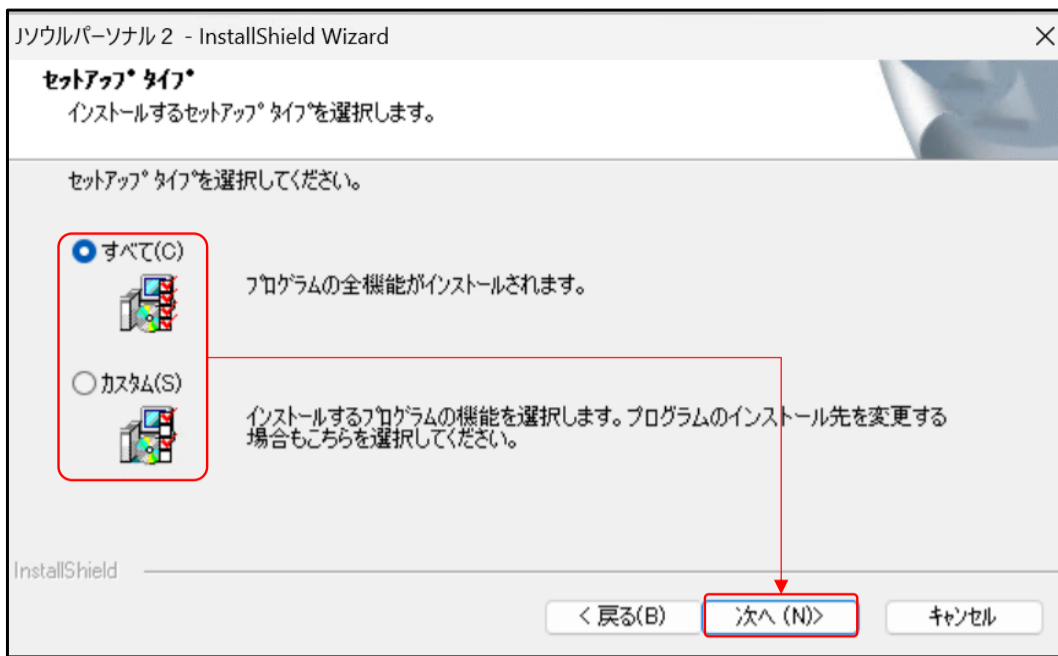 Jソウルパーソナル２ - InstallShield Wizard
セットアップ タイプ
インストールするセットアップ タイプを選択します。
セットアップ タイプを選択してください。
すべて(C)
プログラムの全機能がインストールされます。
カスタム(S)
インストールするプログラムの機能を選択します。プログラムのインストール先を変更する
場合もこちらを選択してください。
InstallShield
< 戻る(B)
次へ (N)>
キャンセル